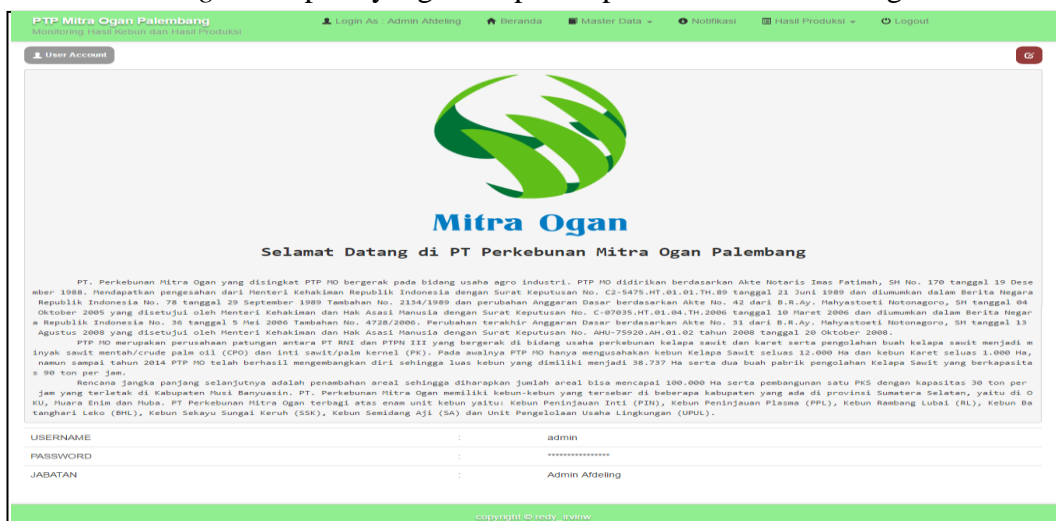 PTP Mitra Ogan Palembang
Monitoring Hasil Kebun dan Hasil Produksi
Login As : Admin Afdeling
Beranda
Master Data
Notifikasi
Hasil Produksi
Logout
User Account
Mitra Ogan
Selamat Datang di PT Perkebunan Mitra Ogan Palembang
PT. Perkebunan Mitra Ogan yang disingkat PTP MO bergerak pada bidang usaha agro industri. PTP MO didirikan berdasarkan Akte Notaris Imas Fatimah, SH No. 170 tanggal 19 Dese
mber 1988. Mendapatkan pengesahan dari Menteri Kehakiman Republik Indonesia dengan Surat Keputusan No. C2-5475.HT.01.01.TH.89 tanggal 21 Juni 1989 dan diumumkan dalam Berita Negara
Republik Indonesia No. 78 tanggal 29 September 1989 Tambahan No. 2134/1989 dan perubahan Anggaran Dasar berdasarkan Akte No. 42 dari B.R.Ay. Mahyastoeti Notonagoro, SH tanggal 04
Oktober 2005 yang disetujui oleh Menteri Kehakiman dan Hak Asasi Manusia dengan Surat Keputusan No. C-07035.HT.01.04.TH.2006 tanggal 10 Maret 2006 dan diumumkan dalam Berita Negar
a Republik Indonesia No. 36 tanggal 5 Mei 2006 Tambahan No. 4728/2006. Perubahan terakhir Anggaran Dasar berdasarkan Akte No. 31 dari B.R.Ay. Mahyastoeti Notonagoro, SH tanggal 13
Agustus 2008 yang disetujui oleh Menteri Kehakiman dan Hak Asasi Manusia dengan Surat Keputusan No. AHU-75920.AH.01.02 tahun 2008 tanggal 20 Oktober 2008.
PTP MO merupakan perusahaan patungan antara PT RNI dan PTPN III yang bergerak di bidang usaha perkebunan kelapa sawit dan karet serta pengolahan buah kelapa sawit menjadi m
inyak sawit mentah/crude palm oil (CPO) dan inti sawit/palm kernel (PK). Pada awalnya PTP MO hanya mengusahakan kebun Kelapa Sawit seluas 12.000 Ha dan kebun Karet seluas 1.000 Ha,
namun sampai tahun 2014 PTP MO telah berhasil mengembangkan diri sehingga luas kebun yang dimiliki menjadi 38.737 Ha serta dua buah pabrik pengolahan Kelapa Sawit yang berkapasita
s 90 ton per jam.
Rencana jangka panjang selanjutnya adalah penambahan areal sehingga diharapkan jumlah areal bisa mencapai 100.000 Ha serta pembangunan satu PKS dengan kapasitas 30 ton per
jam yang terletak di Kabupaten Musi Banyuasin. PT. Perkebunan Mitra Ogan memiliki kebun-kebun yang tersebar di beberapa kabupaten yang ada di provinsi Sumatera Selatan, yaitu di O
KU, Muara Enim dan Muba. PT Perkebunan Mitra Ogan terbagi atas enam unit kebun yaitu: Kebun Peninjauan Inti (PIN), Kebun Peninjauan Plasma (PPL), Kebun Rambang Lubai (RL), Kebun Ba
tanghari Leko (BHL), Kebun Sekayu Sungai Keruh (SSK), Kebun Semidang Aji (SA) dan Unit Pengelolaan Usaha Lingkungan (UPUL).
USERNAME : admin
PASSWORD : ***************
JABATAN : Admin Afdeling
copyright © redy_irvinw